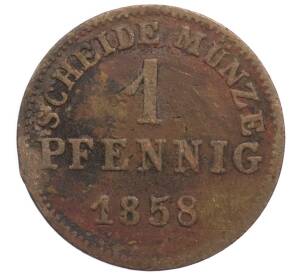 SCHEIDE MÜNZE
1
PFENNIG
1858